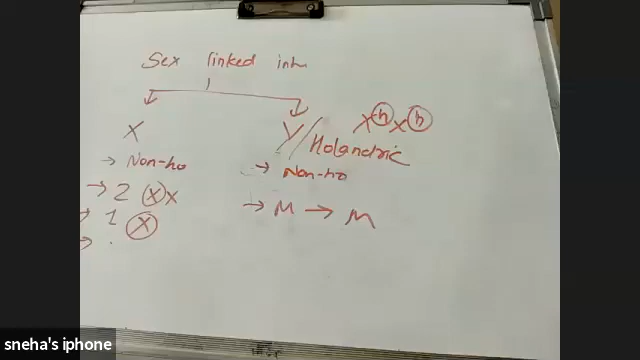 Sex linked inh
X
Y/Holandric
X^h X^h
→ Non-ho
→ Non-ho
→ 2 X x
→ 1 X
→ M → M
sneha's iphone